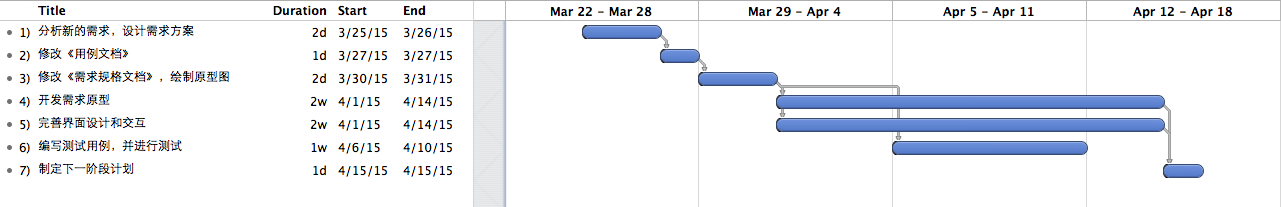 Title Duration Start End Mar 22 – Mar 28 Mar 29 – Apr 4 Apr 5 – Apr 11 Apr 12 – Apr 18
1) 分析新的需求，设计需求方案 2d 3/25/15 3/26/15
2) 修改《用例文档》 1d 3/27/15 3/27/15
3) 修改《需求规格文档》，绘制原型图 2d 3/30/15 3/31/15
4) 开发需求原型 2w 4/1/15 4/14/15
5) 完善界面设计和交互 2w 4/1/15 4/14/15
6) 编写测试用例，并进行测试 1w 4/6/15 4/10/15
7) 制定下一阶段计划 1d 4/15/15 4/15/15